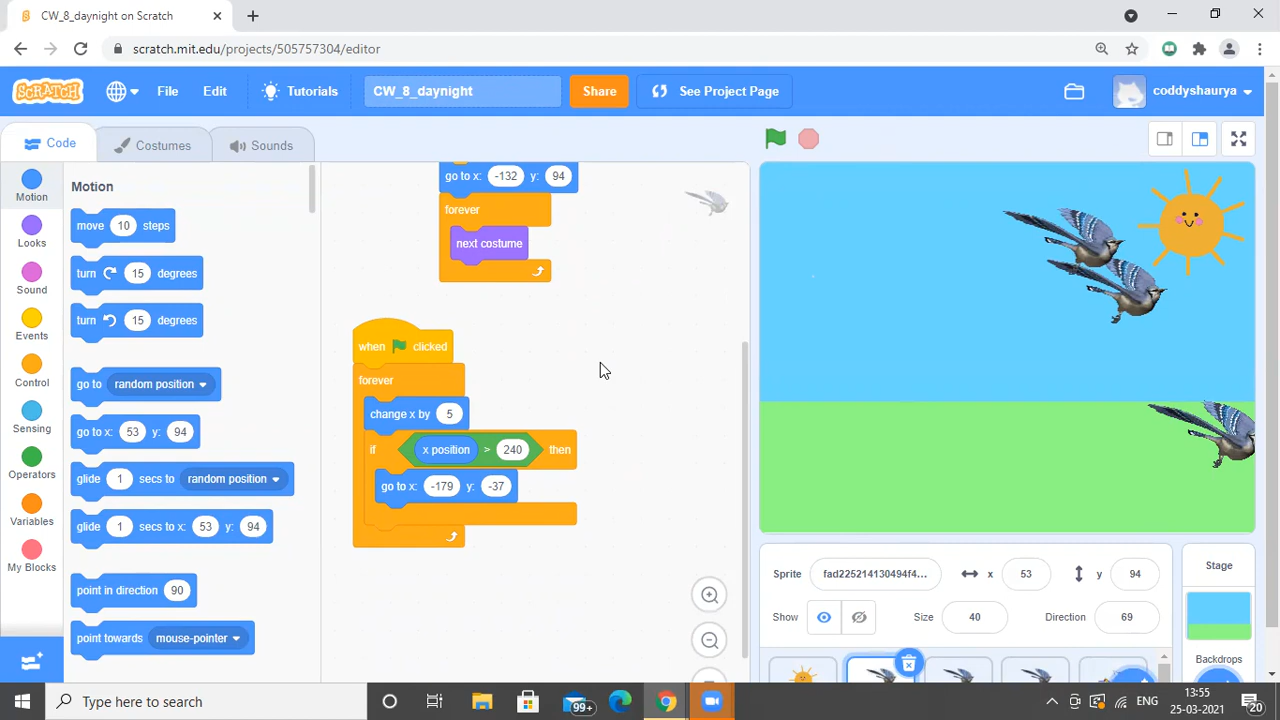 CW_8_daynight on Scratch
scratch.mit.edu/projects/505757304/editor
SCRATCH
File
Edit
Tutorials
CW_8_daynight
Share
See Project Page
coddyshaurya
Code
Costumes
Sounds
Motion
Looks
Sound
Events
Control
Sensing
Operators
Variables
My Blocks
Motion
move 10 steps
turn 15 degrees
turn 15 degrees
go to random position
go to x: 53 y: 94
glide 1 secs to random position
glide 1 secs to x: 53 y: 94
point in direction 90
point towards mouse-pointer
go to x: -132 y: 94
forever
next costume
when clicked
forever
change x by 5
if x position > 240 then
go to x: -179 y: -37
Sprite fad225214130494f4... x 53 y 94
Show Size 40 Direction 69
Stage
Backdrops
Type here to search
99+
ENG
13:55
25-03-2021
20